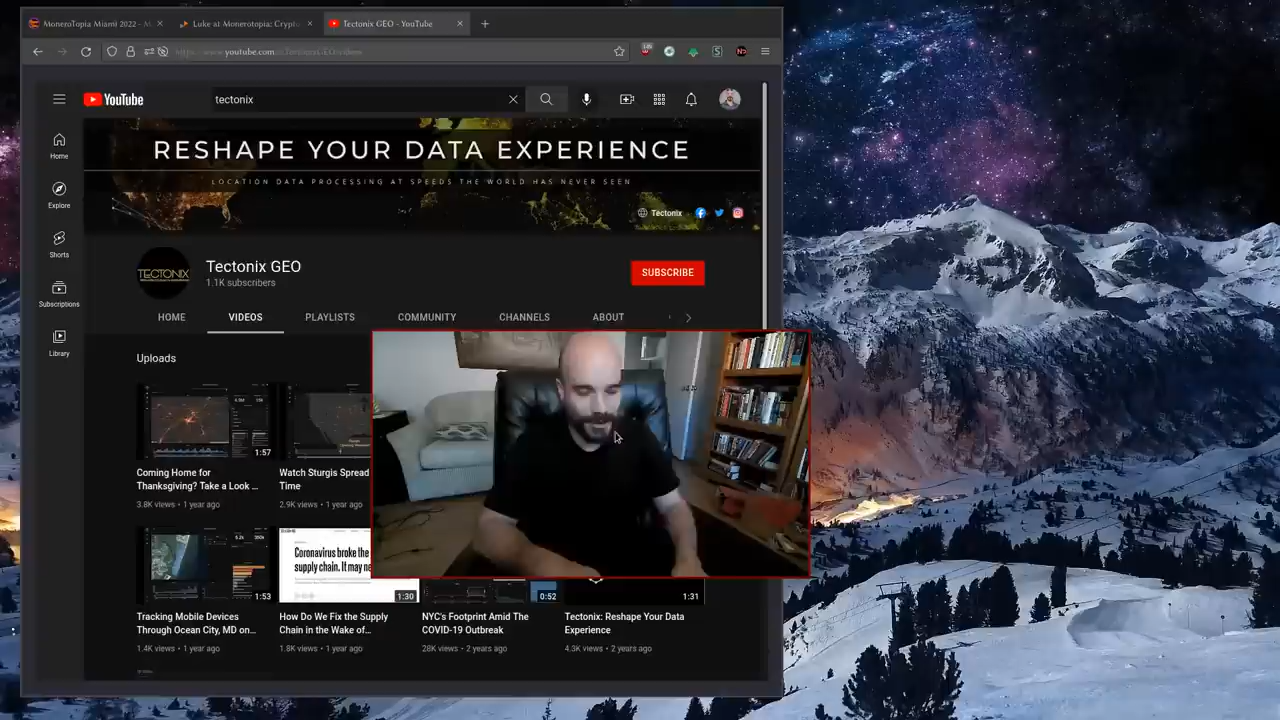 MoneroTopia Miami 2022 - M
Luke at Monerotopia: Crypto
Tectonix GEO - YouTube
YouTube
tectonix
RESHAPE YOUR DATA EXPERIENCE
LOCATION DATA PROCESSING AT SPEEDS THE WORLD HAS NEVER SEEN
Tectonix
Home
Explore
Shorts
Subscriptions
Library
TECTONIX
Tectonix GEO
1.1K subscribers
SUBSCRIBE
HOME
VIDEOS
PLAYLISTS
COMMUNITY
CHANNELS
ABOUT
Uploads
1:57
Coming Home for
Thanksgiving? Take a Look ...
3.8K views • 1 year ago
Watch Sturgis Spread
Time
2.9K views • 1 year ago
1:53
Tracking Mobile Devices
Through Ocean City, MD on...
1.4K views • 1 year ago
Coronavirus broke the
supply chain. It may ne
1:30
How Do We Fix the Supply
Chain in the Wake of...
1.8K views • 1 year ago
0:52
NYC's Footprint Amid The
COVID-19 Outbreak
28K views • 2 years ago
1:31
Tectonix: Reshape Your Data
Experience
4.3K views • 2 years ago